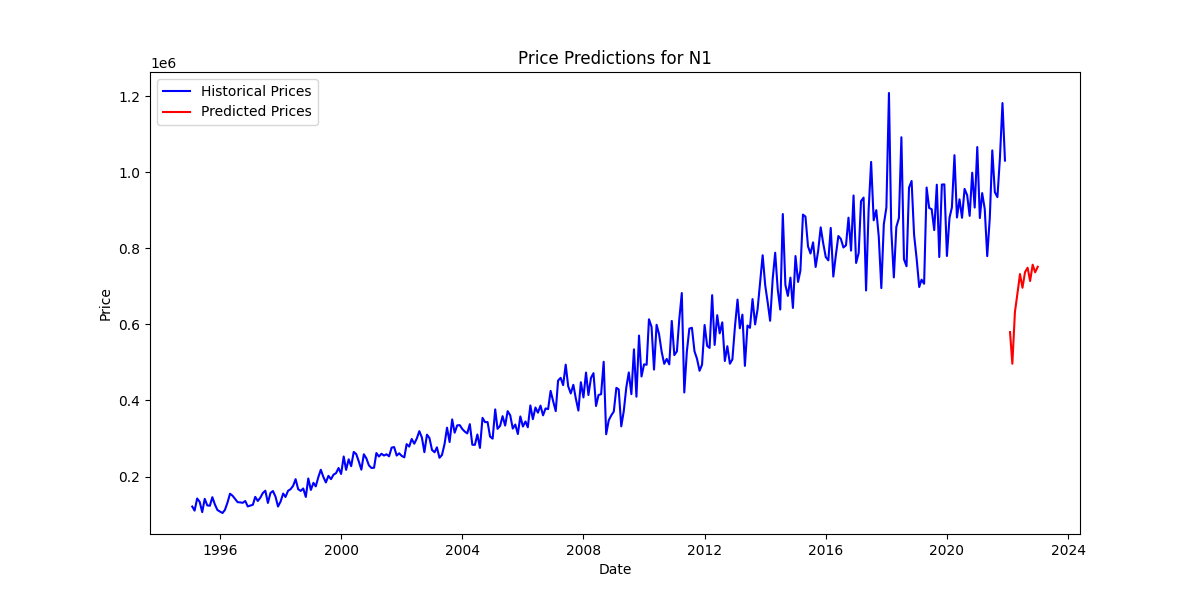 Price Predictions for N1
1e6
Historical Prices
Predicted Prices
1.2
1.0
0.8
0.6
0.4
0.2
Price
1996 2000 2004 2008 2012 2016 2020 2024
Date